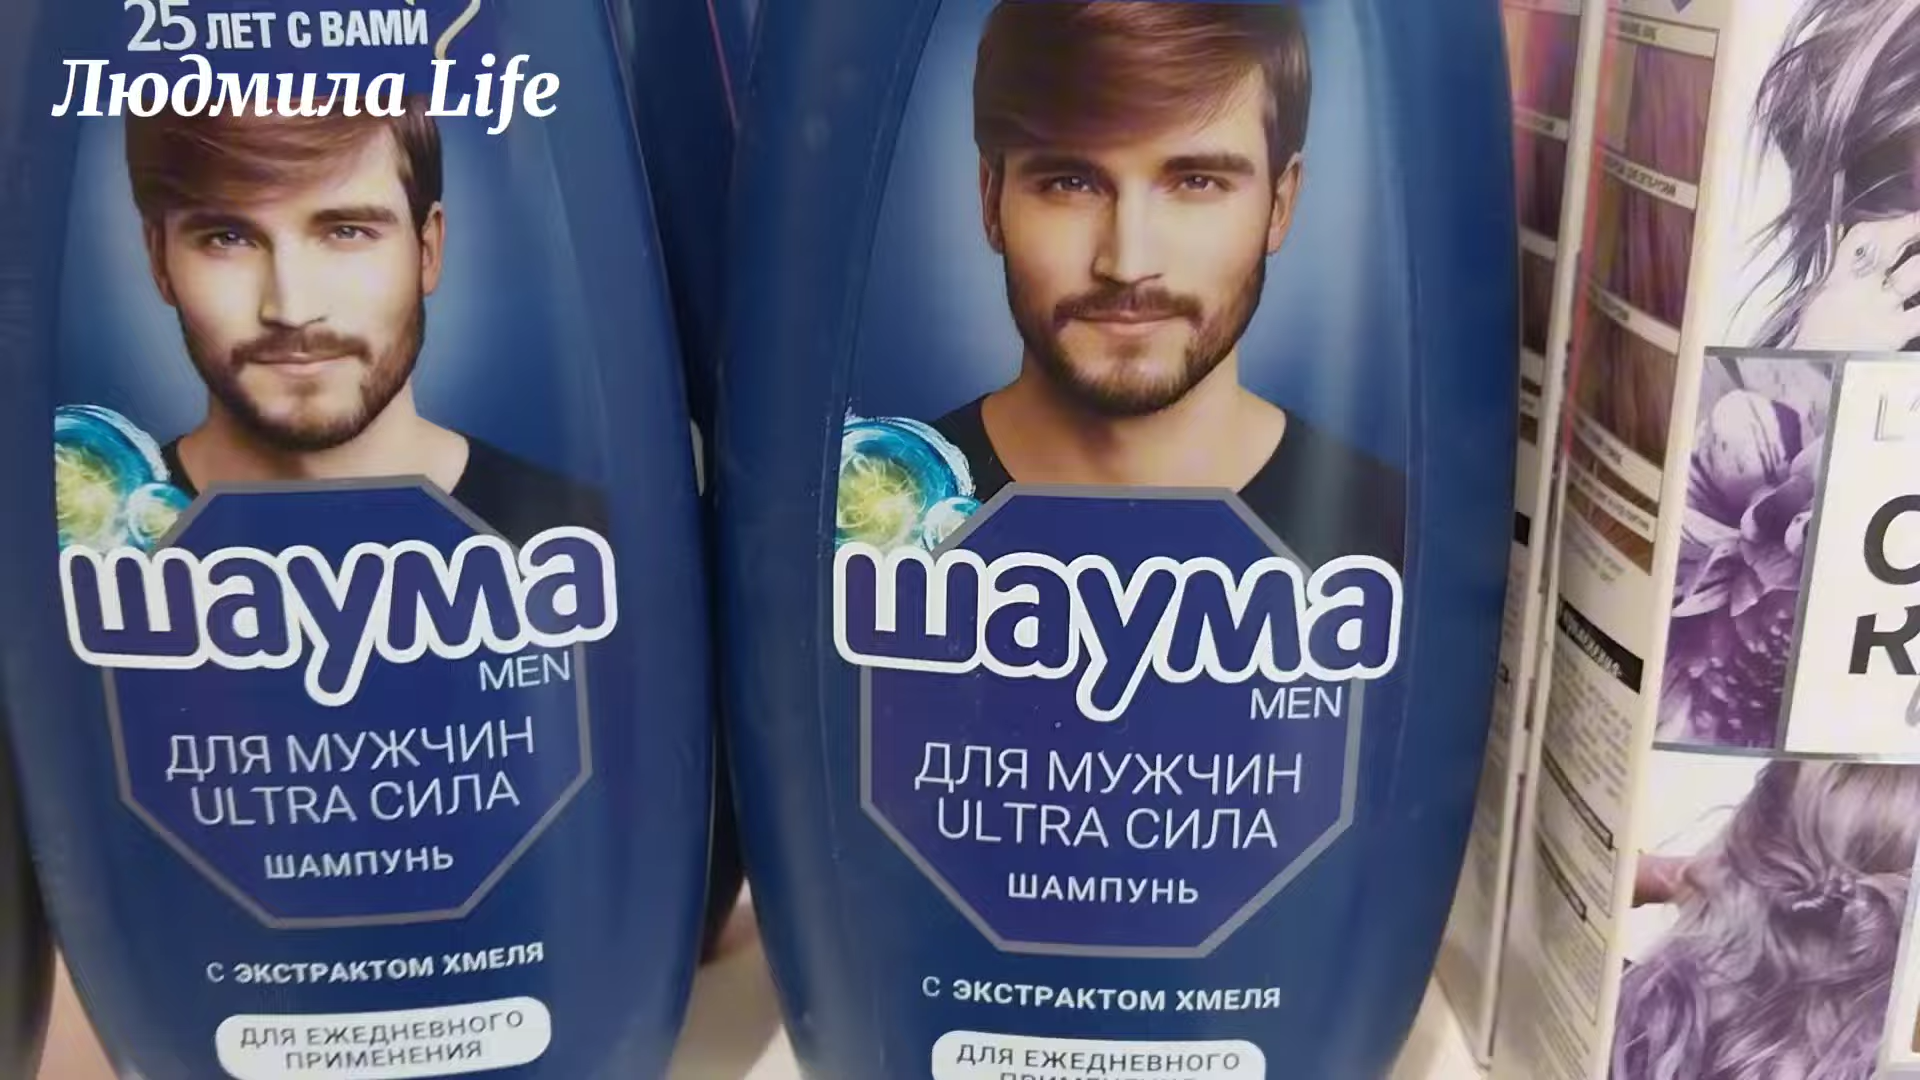 25 ЛЕТ С ВАМИ
Людмила Life
шаума
MEN
ДЛЯ МУЖЧИН
ULTRA СИЛА
ШАМПУНЬ
С ЭКСТРАКТОМ ХМЕЛЯ
ДЛЯ ЕЖЕДНЕВНОГО
ПРИМЕНЕНИЯ
шаума
MEN
ДЛЯ МУЖЧИН
ULTRA СИЛА
ШАМПУНЬ
С ЭКСТРАКТОМ ХМЕЛЯ
ДЛЯ ЕЖЕДНЕВНОГО